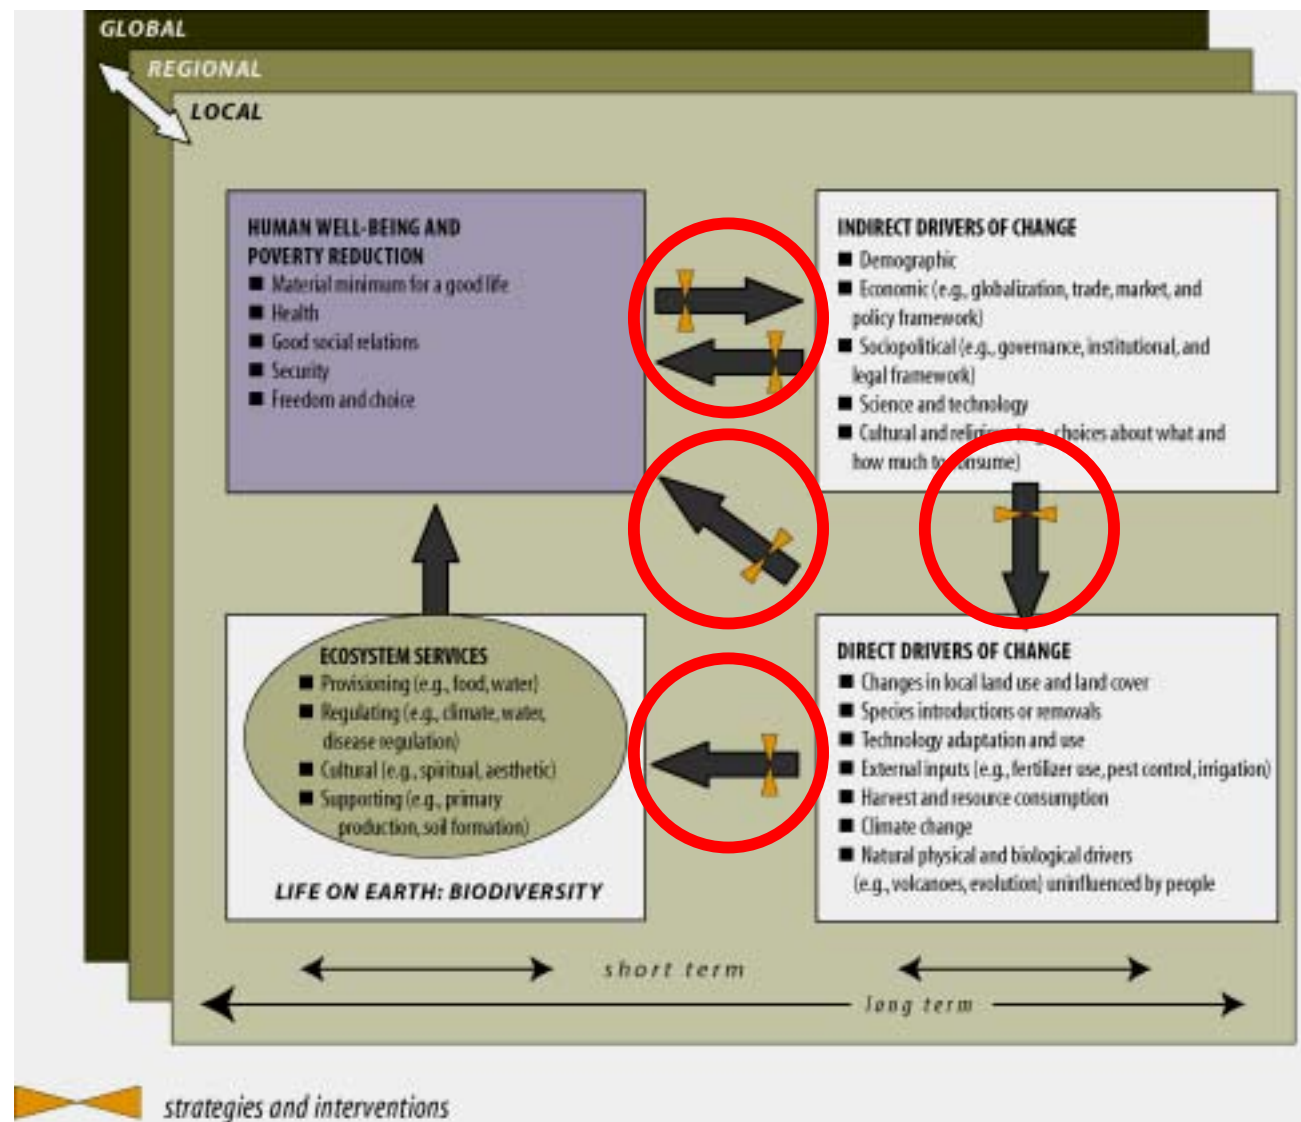 GLOBAL
REGIONAL
LOCAL
HUMAN WELL-BEING AND
POVERTY REDUCTION
■ Material minimum for a good life
■ Health
■ Good social relations
■ Security
■ Freedom and choice
INDIRECT DRIVERS OF CHANGE
■ Demographic
■ Economic (e.g., globalization, trade, market, and
policy framework)
■ Sociopolitical (e.g., governance, institutional, and
legal framework)
■ Science and technology
■ Cultural and religious choices about what and
how much to consume)
ECOSYSTEM SERVICES
■ Provisioning (e.g., food, water)
■ Regulating (e.g., climate, water,
disease regulation)
■ Cultural (e.g., spiritual, aesthetic)
■ Supporting (e.g., primary
production, soil formation)
LIFE ON EARTH: BIODIVERSITY
DIRECT DRIVERS OF CHANGE
■ Changes in local land use and land cover
■ Species introductions or removals
■ Technology adaptation and use
■ External inputs (e.g., fertilizer use, pest control, irrigation)
■ Harvest and resource consumption
■ Climate change
■ Natural physical and biological drivers
(e.g., volcanoes, evolution) uninfluenced by people
short term
long term
strategies and interventions